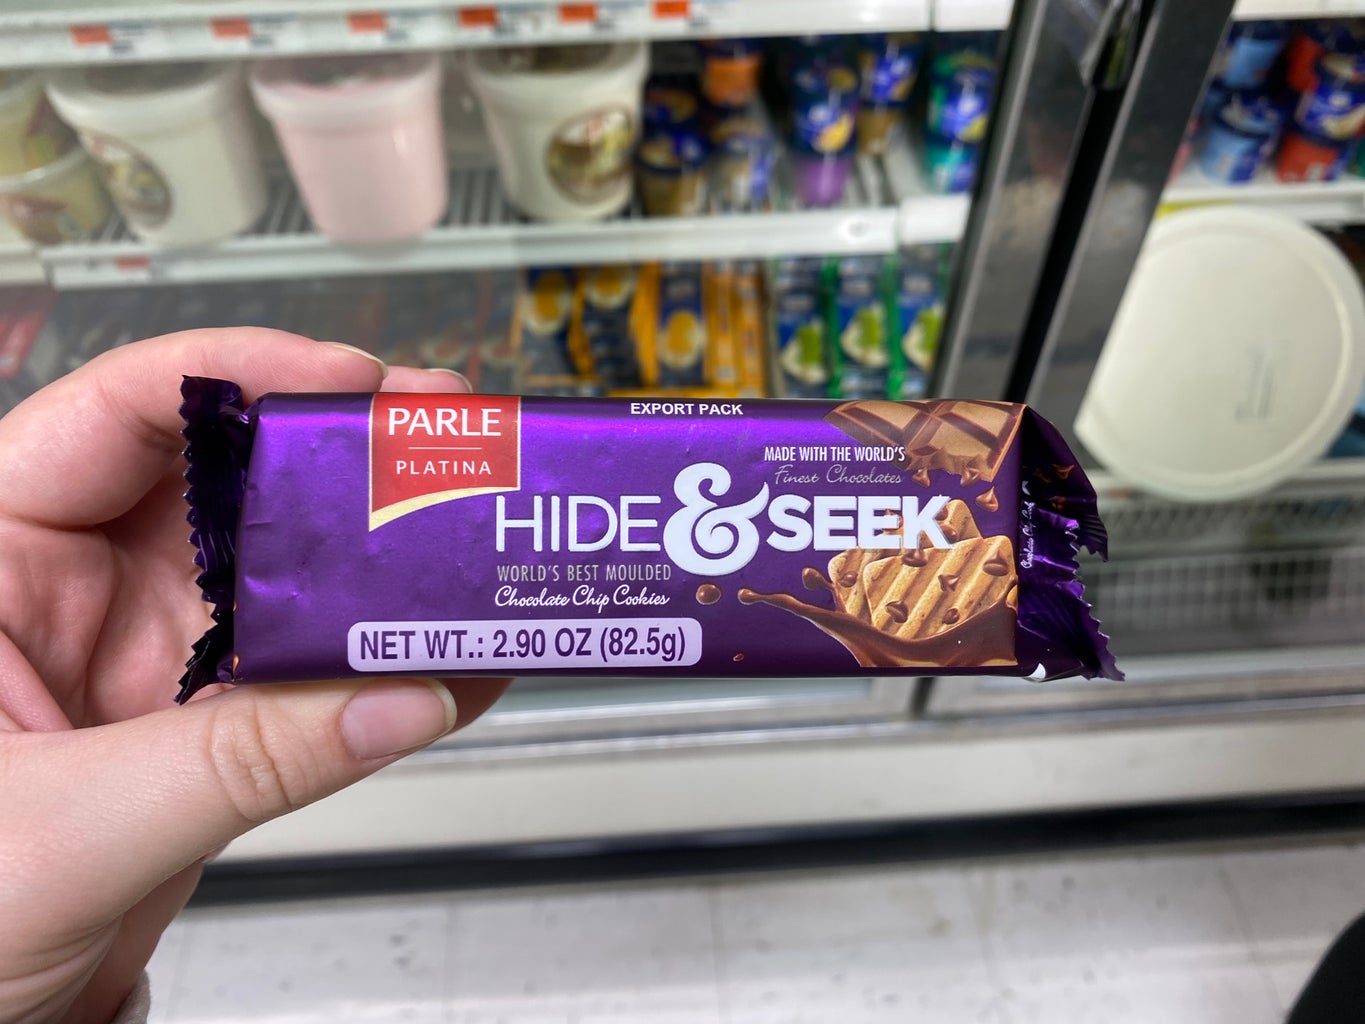 PARLE
PLATINA
EXPORT PACK
MADE WITH THE WORLD'S
Finest Chocolates
HIDE & SEEK
WORLD'S BEST MOULDED
Chocolate Chip Cookies
NET WT.: 2.90 OZ (82.5g)